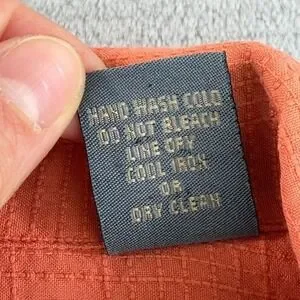 HAND WASH COLD
DO NOT BLEACH
LINE DRY
COOL IRON
OR
DRY CLEAN